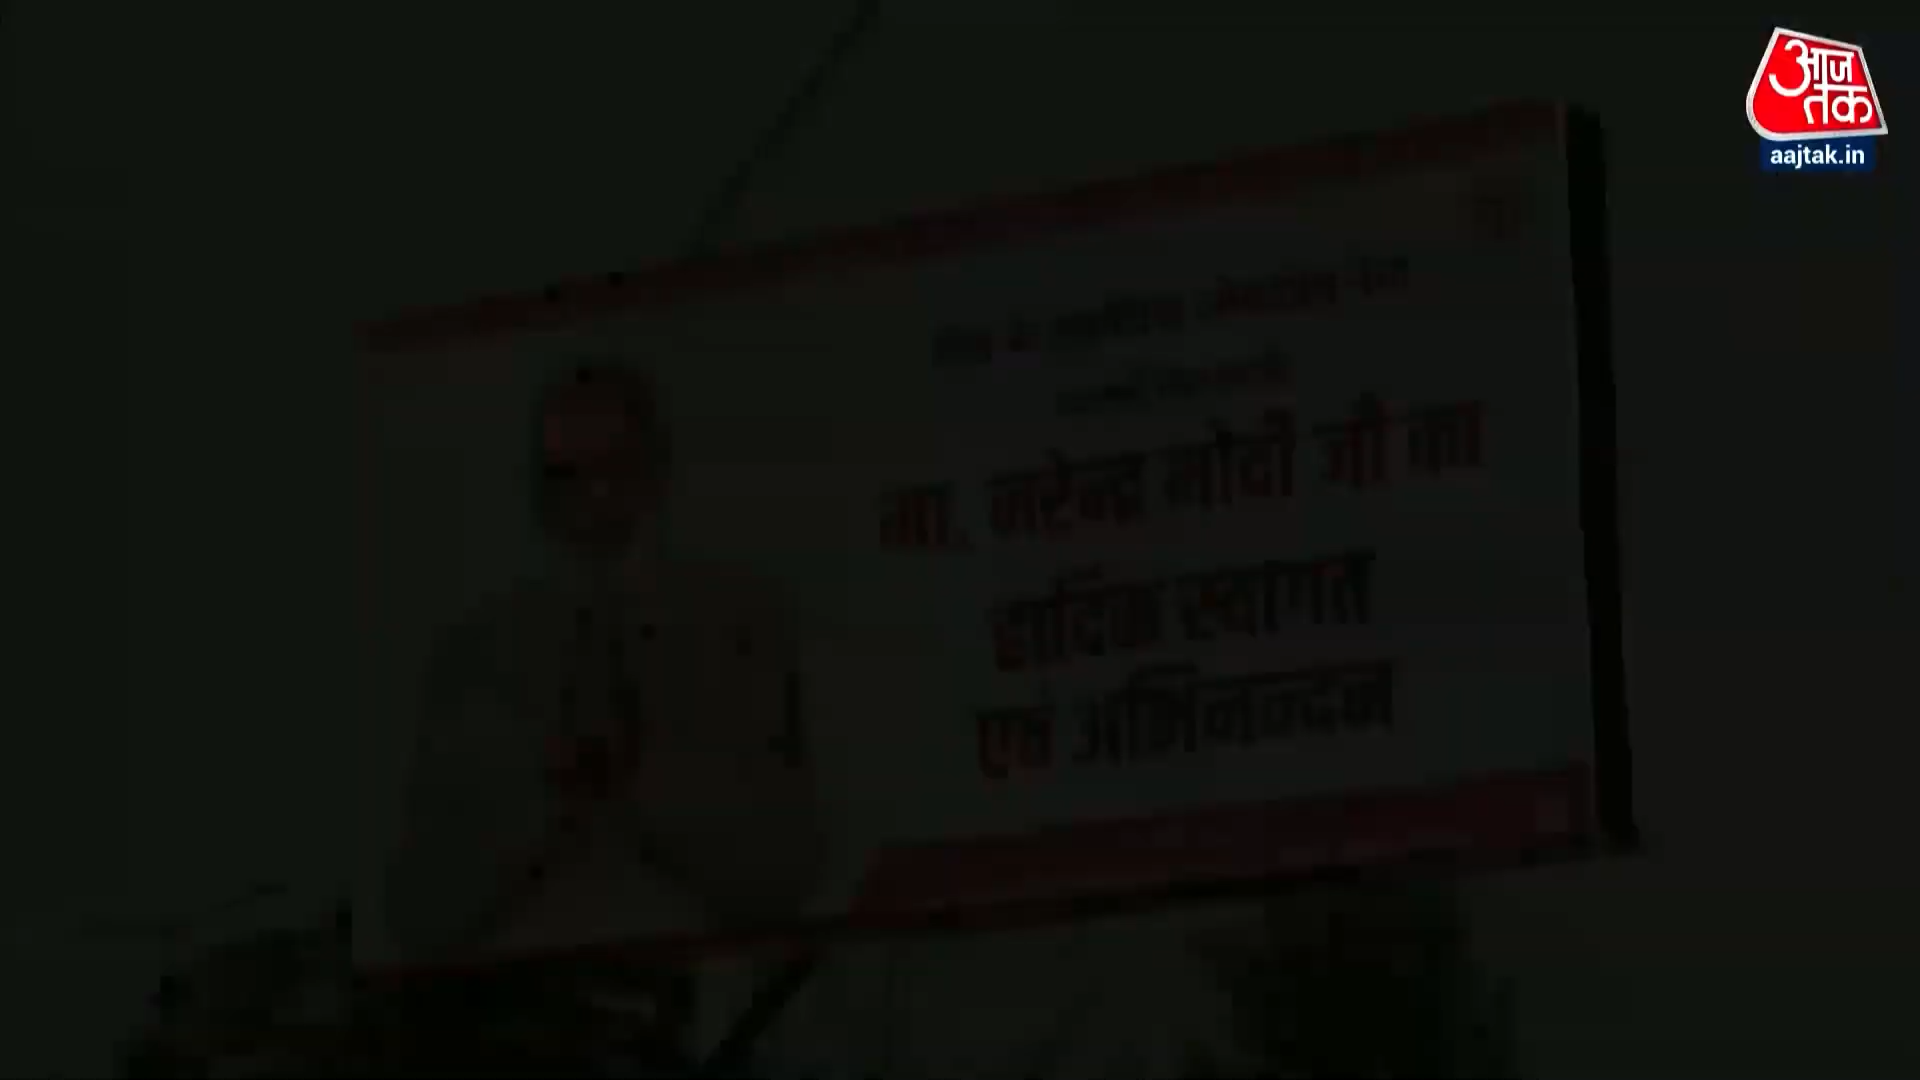 आज
तक
aajtak.in
मा. नरेन्द्र मोदी जी का
हार्दिक स्वागत
एवं अभिनन्दन